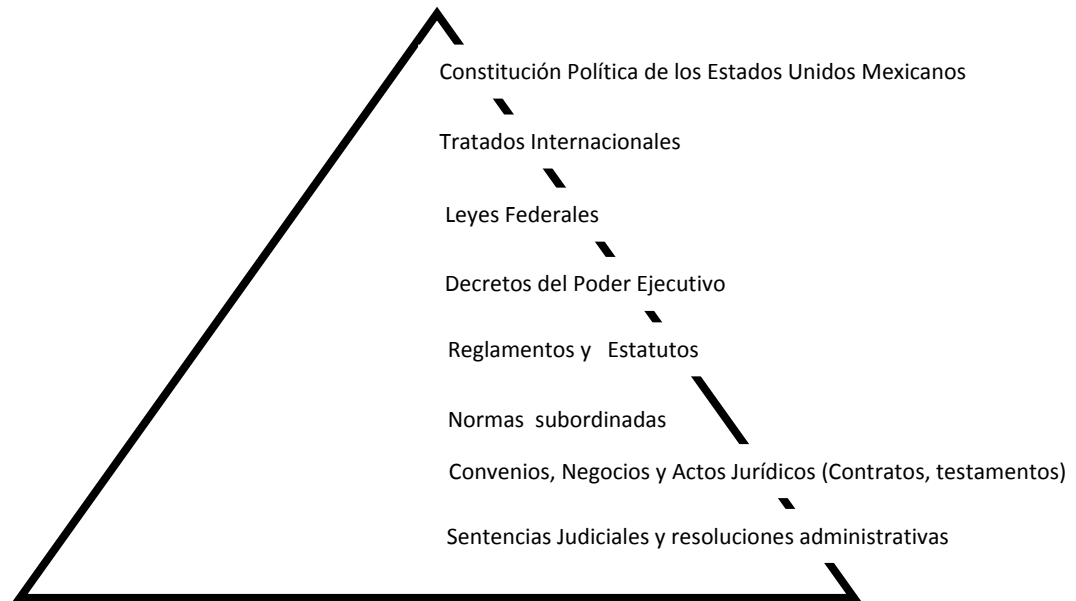 Constitución Política de los Estados Unidos Mexicanos
Tratados Internacionales
Leyes Federales
Decretos del Poder Ejecutivo
Reglamentos y Estatutos
Normas subordinadas
Convenios, Negocios y Actos Jurídicos (Contratos, testamentos)
Sentencias Judiciales y resoluciones administrativas